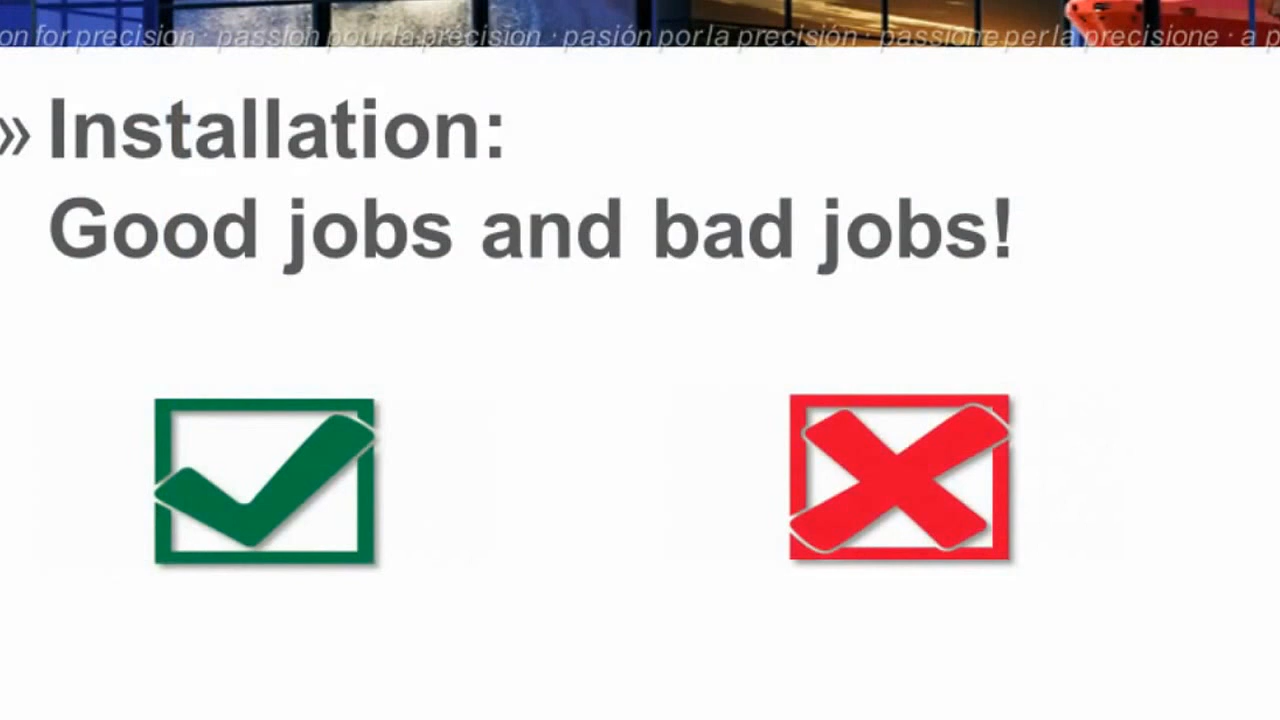 on for precision · passion pour la précision · pasión por la precisión · passione per la precisione · a p
» Installation:
Good jobs and bad jobs!